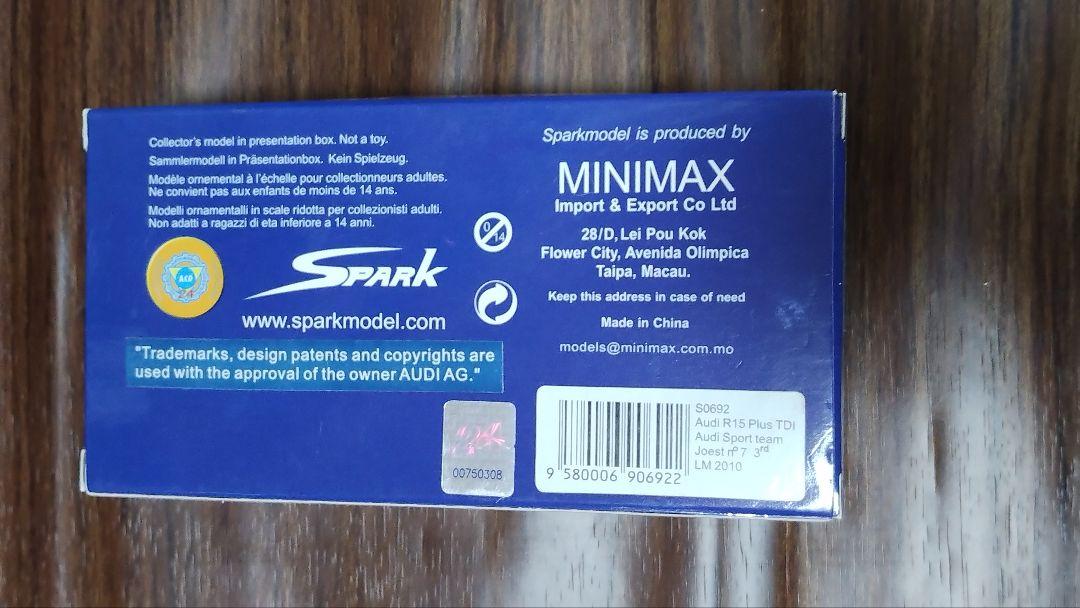 Collector's model in presentation box. Not a toy.
Sammlermodell in Präsentationbox. Kein Spielzeug.
Modèle ornemental à l'échelle pour collectionneurs adultes.
Ne convient pas aux enfants de moins de 14 ans.
Modelli ornamentalli in scale ridotta per collezionisti adulti.
Non adatti a ragazzi di eta inferiore a 14 anni.
0/14
SPARK
www.sparkmodel.com
"Trademarks, design patents and copyrights are
used with the approval of the owner AUDI AG."
00750308
Sparkmodel is produced by
MINIMAX
Import & Export Co Ltd
28/D, Lei Pou Kok
Flower City, Avenida Olimpica
Taipa, Macau.
Keep this address in case of need
Made in China
models@minimax.com.mo
S0692
Audi R15 Plus TDi
Audi Sport team
Joest nº 7 3rd
LM 2010
9 580006 906922